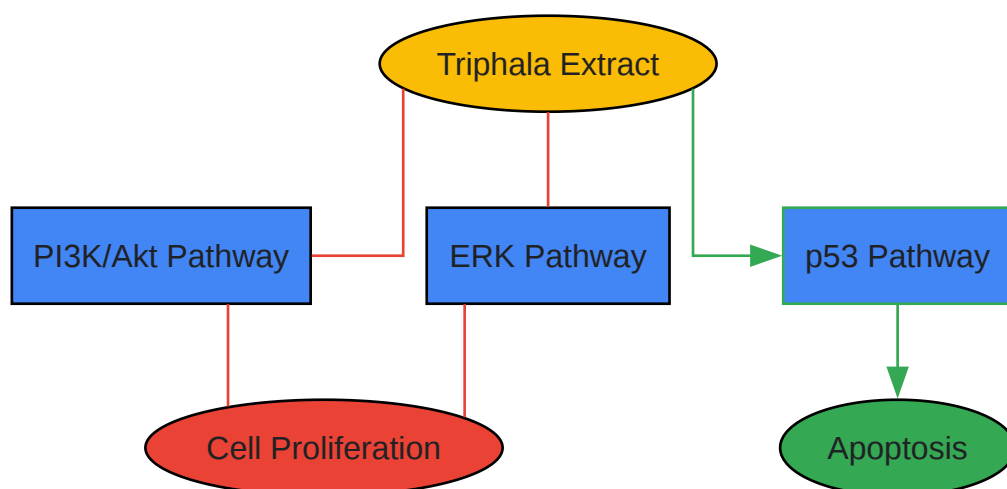 Triphala Extract
PI3K/Akt Pathway
ERK Pathway
p53 Pathway
Cell Proliferation
Apoptosis